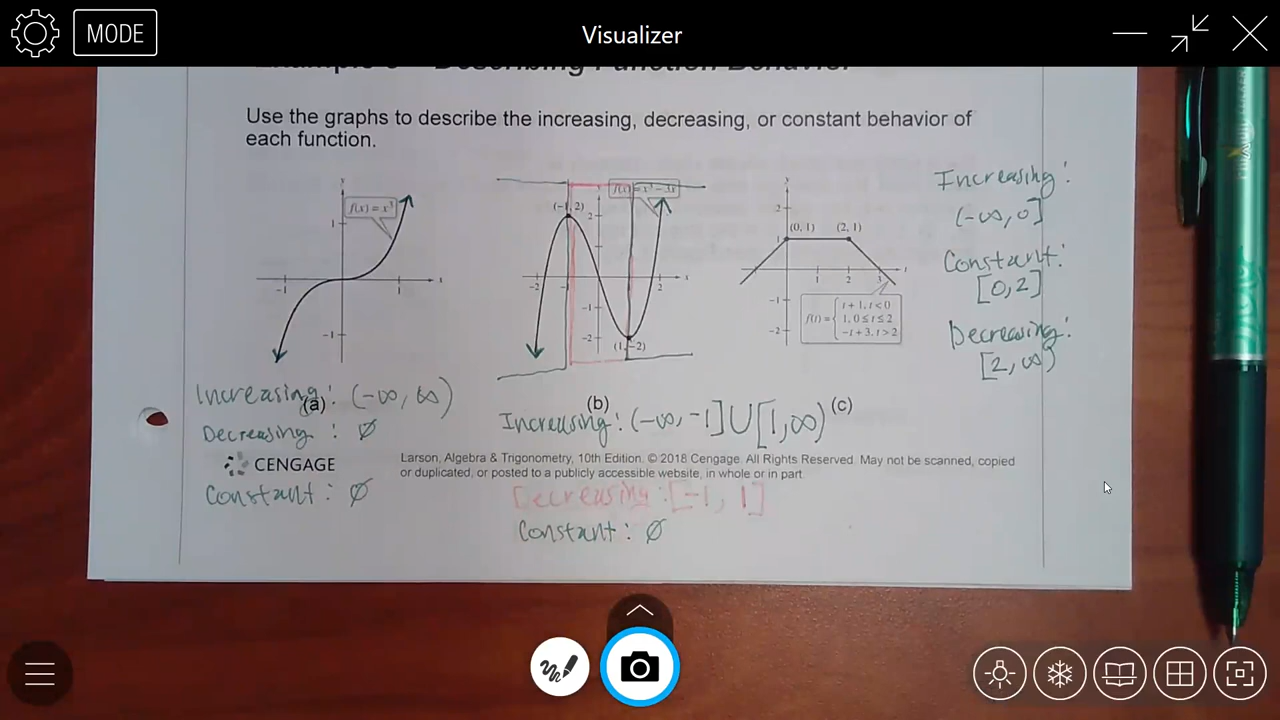 MODE
Visualizer
Describing Function Behavior
Use the graphs to describe the increasing, decreasing, or constant behavior of
each function.
y
f(x) = x³
1
x
-1
1
-1
y
(-1, 2)
f(x) = x³ - 3x
2
x
-2
-1
2
-1
-2
(1, -2)
y
2
(0, 1)
(2, 1)
1
t
1
2
3
-1
-2
f(t) =
t + 1, t < 0
1, 0 ≤ t ≤ 2
-t + 3, t > 2
Increasing:
(-∞, 0]
Constant:
[0, 2]
Decreasing:
[2, ∞)
Increasing: (-∞, ∞)
(a)
Decreasing : ∅
Constant : ∅
(b)
Increasing: (-∞, -1] U [1, ∞)
(c)
CENGAGE
Larson, Algebra & Trigonometry, 10th Edition. © 2018 Cengage. All Rights Reserved. May not be scanned, copied
or duplicated, or posted to a publicly accessible website, in whole or in part.
Decreasing: [-1, 1]
Constant : ∅